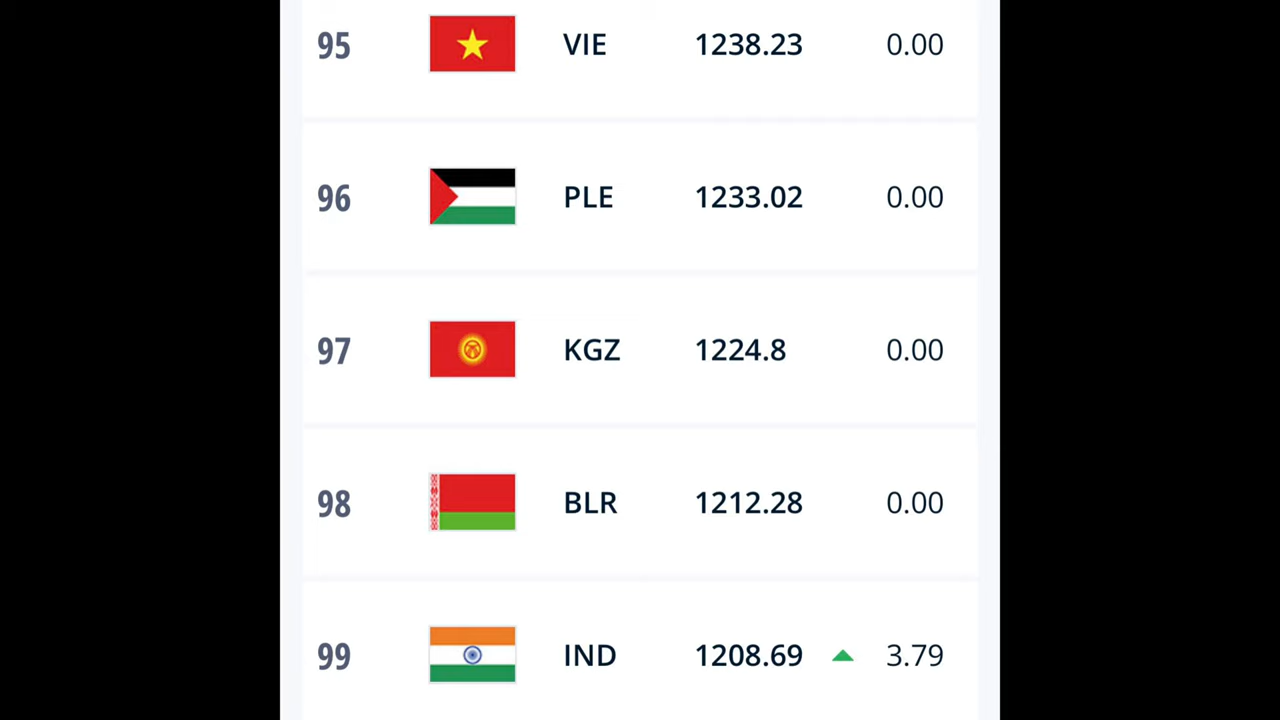 95 VIE 1238.23 0.00
96 PLE 1233.02 0.00
97 KGZ 1224.8 0.00
98 BLR 1212.28 0.00
99 IND 1208.69 3.79